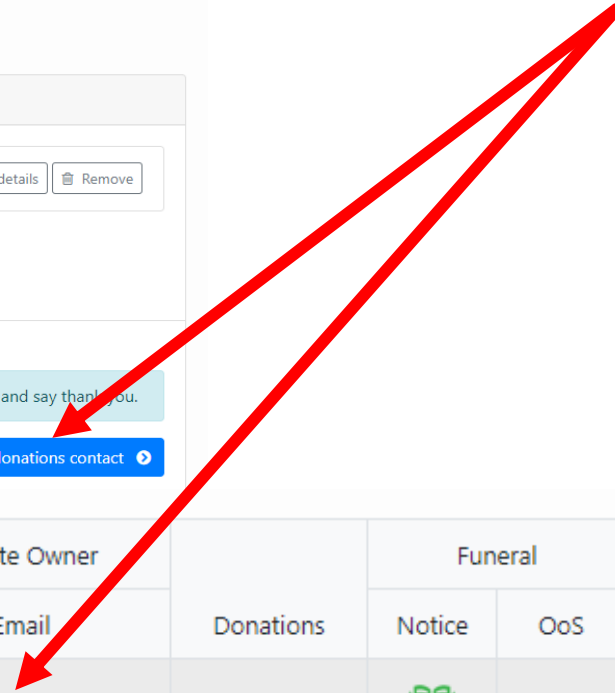 details Remove
and say thank you.
donations contact
te Owner Funeral
Email Donations Notice OoS